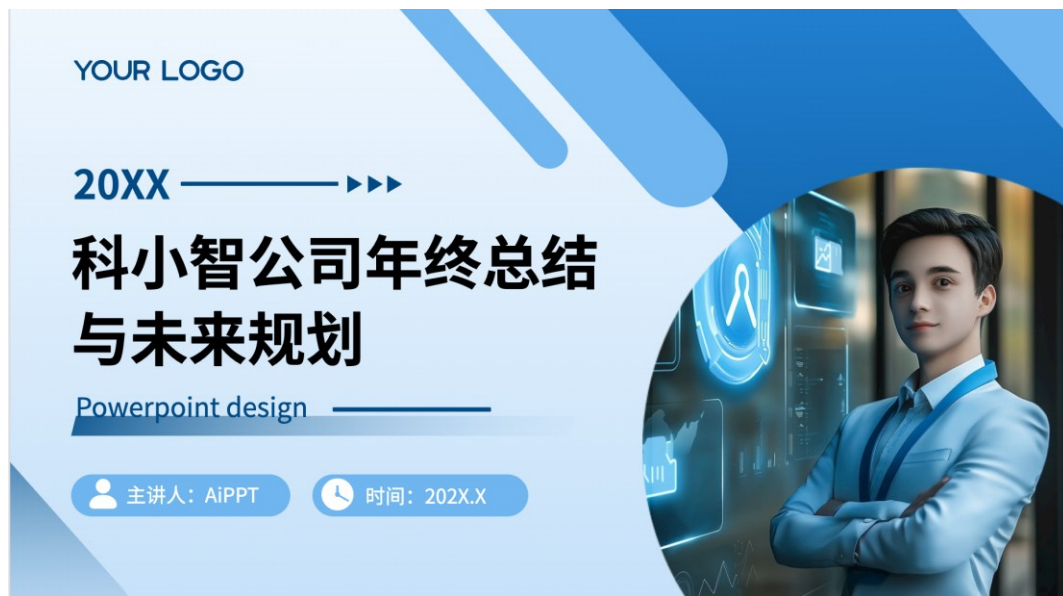 YOUR LOGO
20XX
科小智公司年终总结
与未来规划
Powerpoint design
主讲人：AiPPT
时间：202X.X